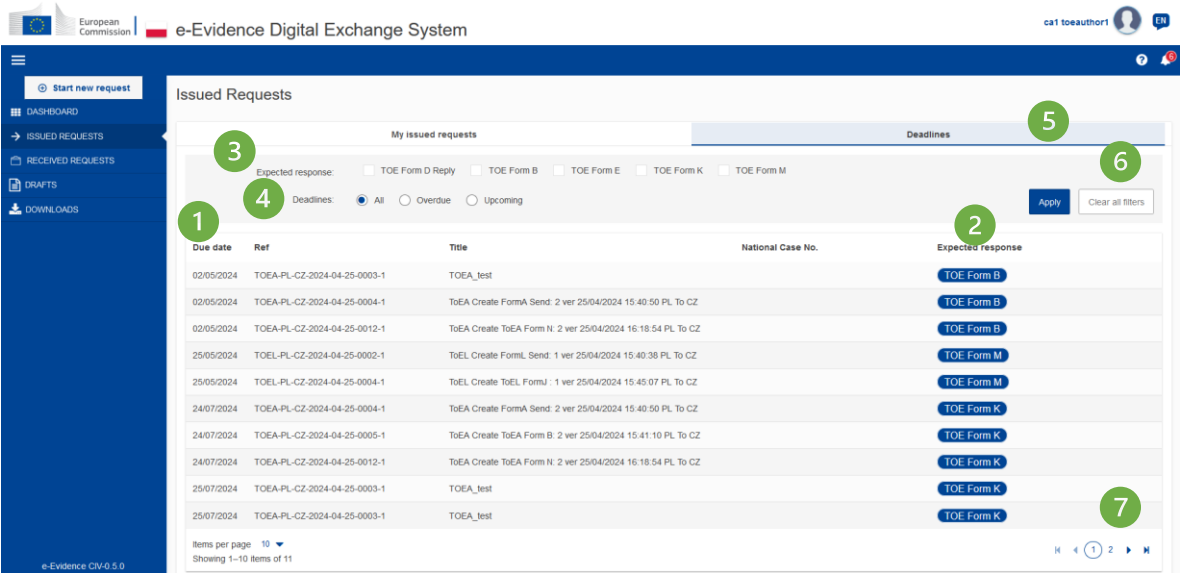 European
Commission
e-Evidence Digital Exchange System
ca1 toeauthor1
EN
6
Start new request
DASHBOARD
ISSUED REQUESTS
RECEIVED REQUESTS
DRAFTS
DOWNLOADS
e-Evidence CIV-0.5.0
Issued Requests
My issued requests
Deadlines
5
3
Expected response: TOE Form D Reply TOE Form B TOE Form E TOE Form K TOE Form M
6
4
Deadlines: All Overdue Upcoming
Apply Clear all filters
1
2
Due date Ref Title National Case No. Expected response
02/05/2024 TOEA-PL-CZ-2024-04-25-0003-1 TOEA_test TOE Form B
02/05/2024 TOEA-PL-CZ-2024-04-25-0004-1 ToEA Create FormA Send: 2 ver 25/04/2024 15:40:50 PL To CZ TOE Form B
02/05/2024 TOEA-PL-CZ-2024-04-25-0012-1 ToEA Create ToEA Form N: 2 ver 25/04/2024 16:18:54 PL To CZ TOE Form B
25/05/2024 TOEL-PL-CZ-2024-04-25-0002-1 ToEL Create FormL Send: 1 ver 25/04/2024 15:40:38 PL To CZ TOE Form M
25/05/2024 TOEL-PL-CZ-2024-04-25-0004-1 ToEL Create ToEL FormJ : 1 ver 25/04/2024 15:45:07 PL To CZ TOE Form M
24/07/2024 TOEA-PL-CZ-2024-04-25-0004-1 ToEA Create FormA Send: 2 ver 25/04/2024 15:40:50 PL To CZ TOE Form K
24/07/2024 TOEA-PL-CZ-2024-04-25-0005-1 ToEA Create ToEA Form B: 2 ver 25/04/2024 15:41:10 PL To CZ TOE Form K
24/07/2024 TOEA-PL-CZ-2024-04-25-0012-1 ToEA Create ToEA Form N: 2 ver 25/04/2024 16:18:54 PL To CZ TOE Form K
25/07/2024 TOEA-PL-CZ-2024-04-25-0003-1 TOEA_test TOE Form K
25/07/2024 TOEA-PL-CZ-2024-04-25-0003-1 TOEA_test TOE Form K
7
Items per page 10
Showing 1–10 items of 11
1 2